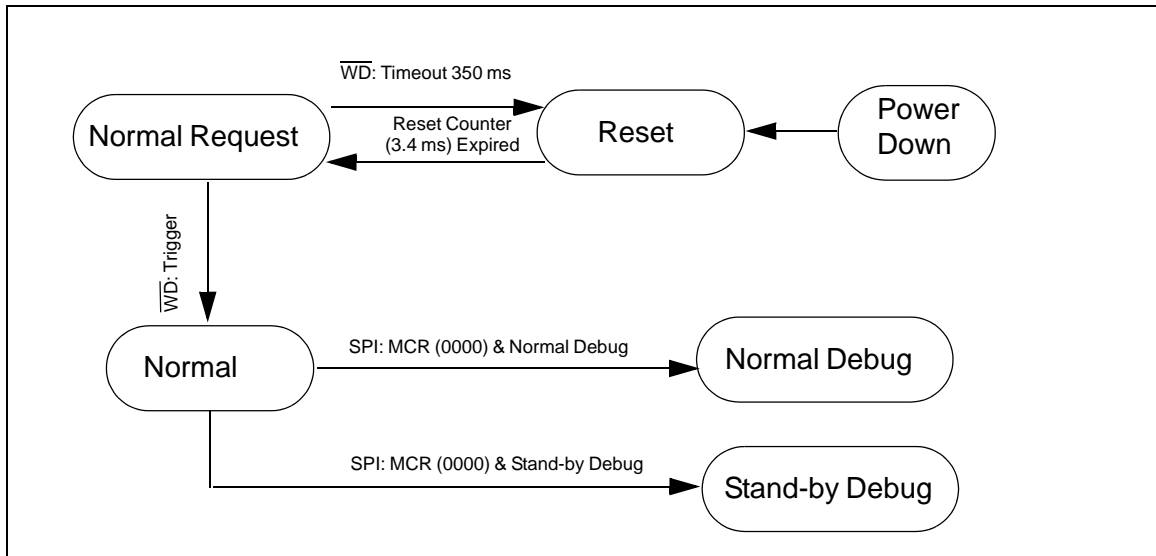 WD: Timeout 350 ms
Normal Request
Reset Counter
(3.4 ms) Expired
Reset
Power
Down
WD: Trigger
Normal
SPI: MCR (0000) & Normal Debug
Normal Debug
SPI: MCR (0000) & Stand-by Debug
Stand-by Debug